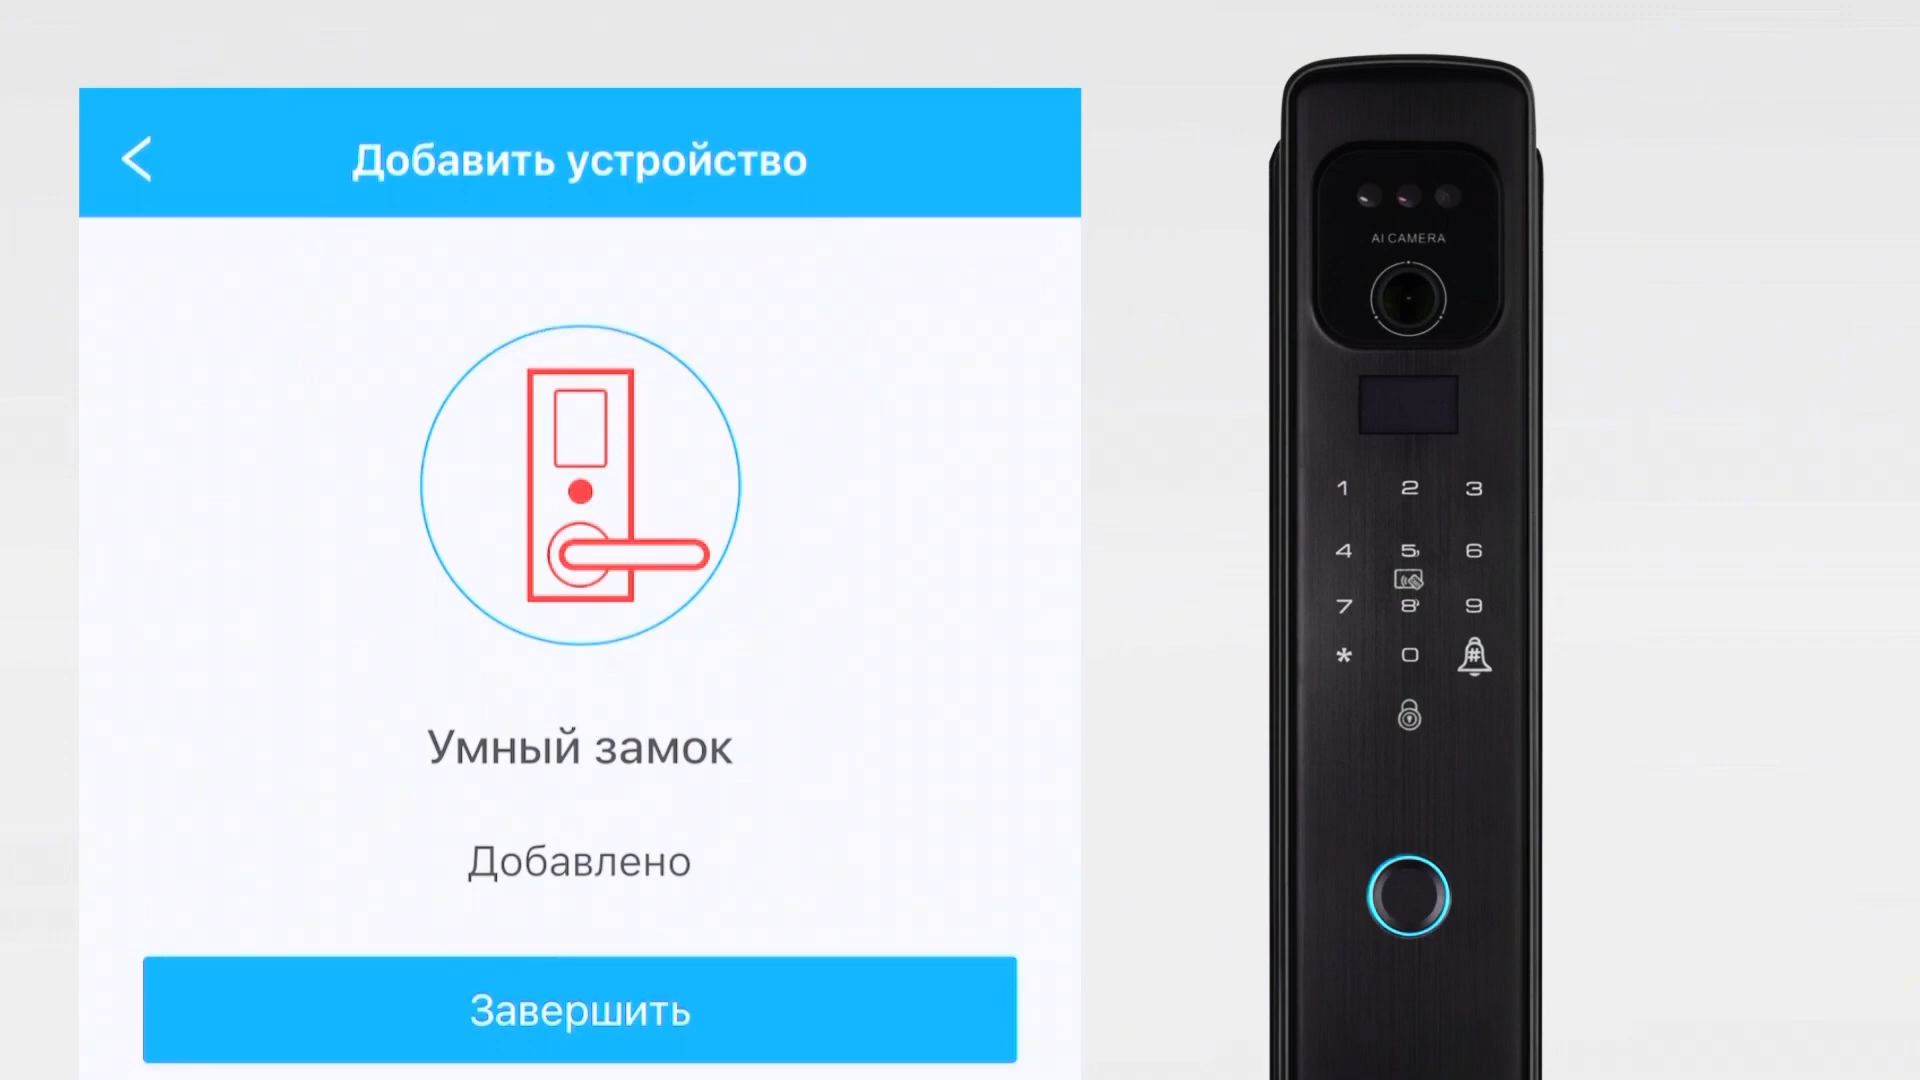 Добавить устройство
Умный замок
Добавлено
Завершить
AI CAMERA
1 2 3
4 5 6
7 8 9
* 0 #